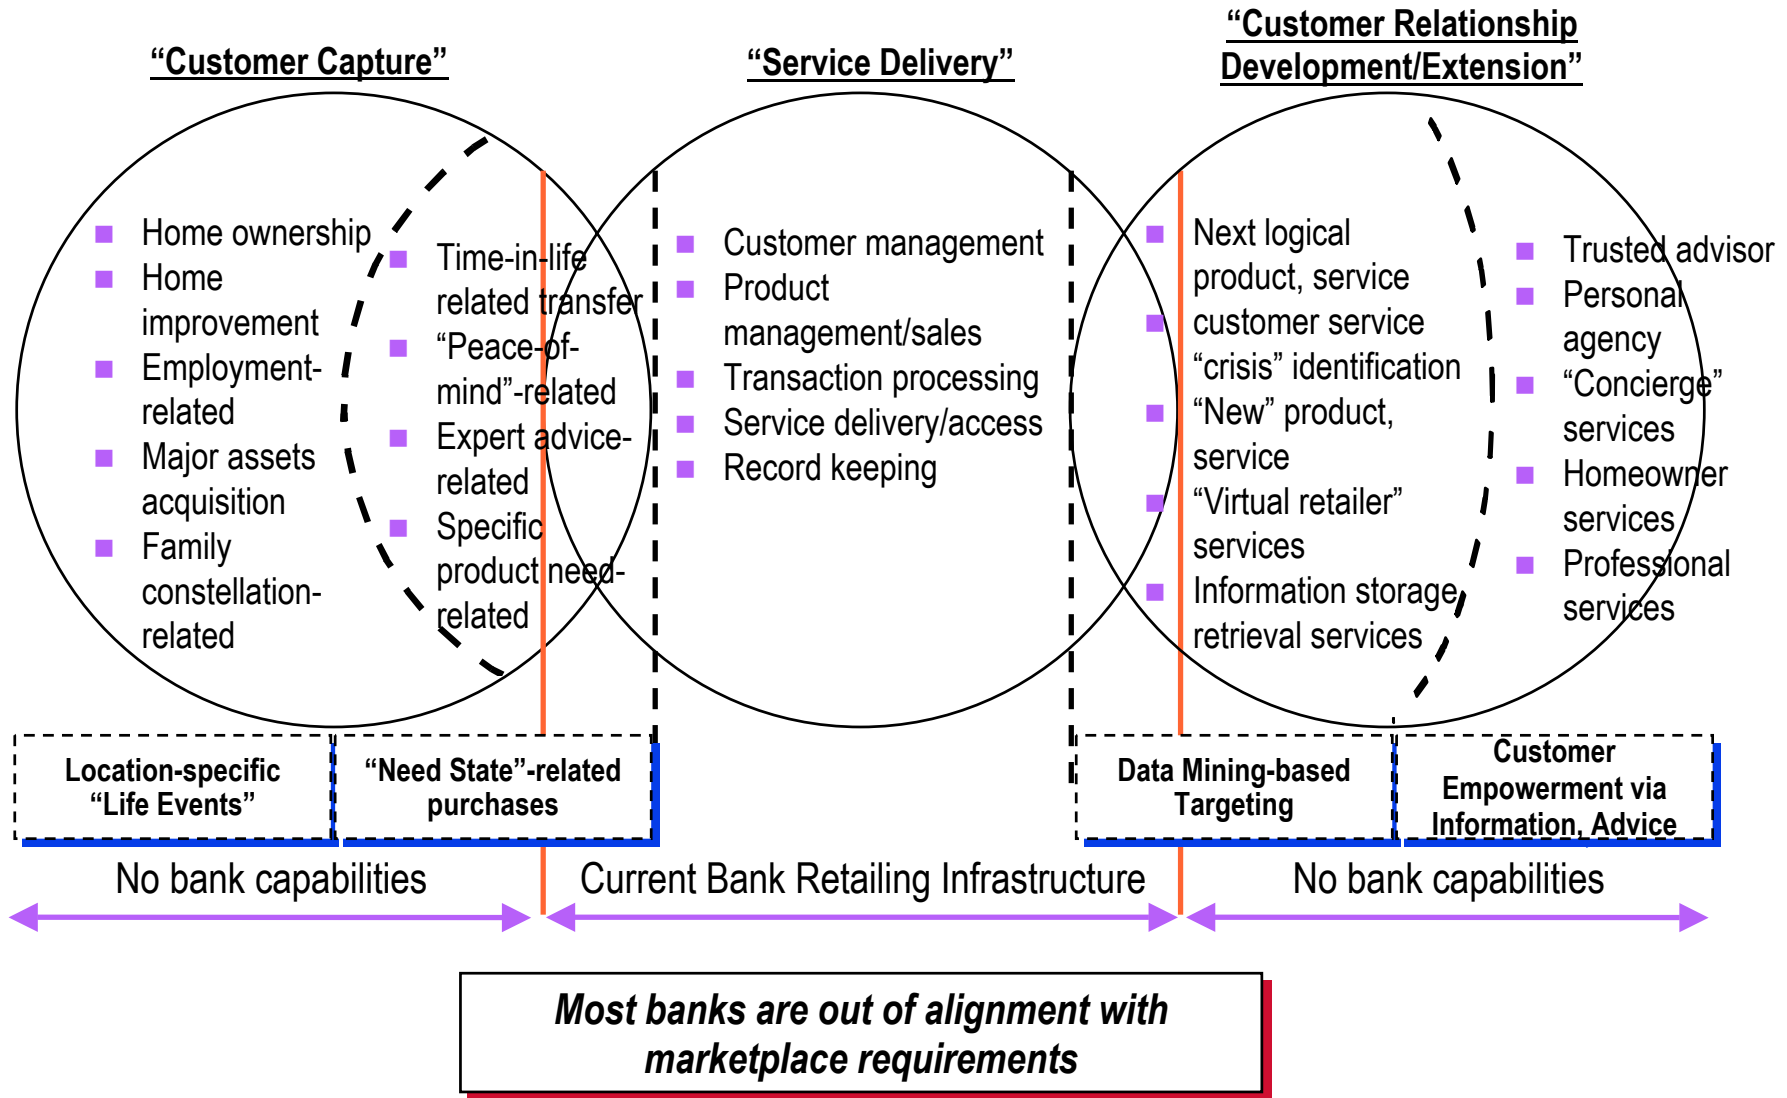 “Customer Capture”
“Service Delivery”
“Customer Relationship
Development/Extension”
Home ownership
Home
improvement
Employment-
related
Major assets
acquisition
Family
constellation-
related
Time-in-life
related transfer
“Peace-of-
mind”-related
Expert advice-
related
Specific
product need-
related
Customer management
Product
management/sales
Transaction processing
Service delivery/access
Record keeping
Next logical
product, service
customer service
“crisis” identification
“New” product,
service
“Virtual retailer”
services
Information storage,
retrieval services
Trusted advisor
Personal
agency
“Concierge”
services
Homeowner
services
Professional
services
Location-specific
“Life Events”
“Need State”-related
purchases
Data Mining-based
Targeting
Customer
Empowerment via
Information, Advice
No bank capabilities
Current Bank Retailing Infrastructure
No bank capabilities
Most banks are out of alignment with
marketplace requirements